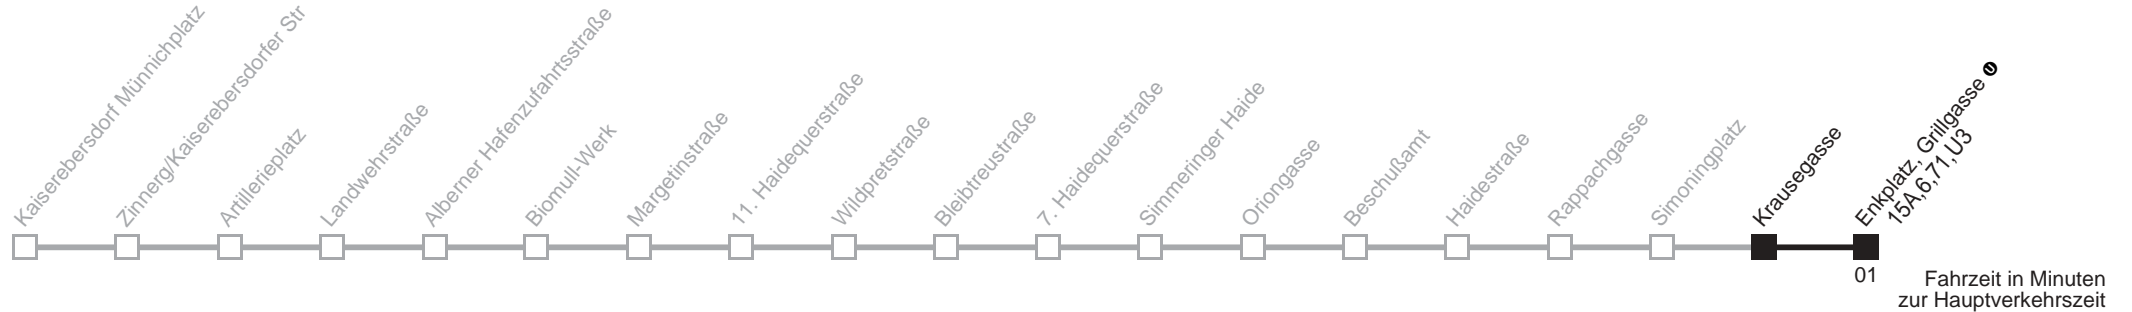 Kaiserebersdorf Münnichplatz
Zinnerg/Kaiserebersdorfer Str
Artillerieplatz
Landwehrstraße
Alberner Hafenzufahrtsstraße
Biomull-Werk
Margetinstraße
11. Haidequerstraße
Wildpretstraße
Bleibtreustraße
7. Haidequerstraße
Simmeringer Haide
Oriongasse
Beschußamt
Haidestraße
Rappachgasse
Simoningplatz
Krausegasse
Enkplatz, Grillgasse U
15A,6,71,U3
01
Fahrzeit in Minuten
zur Hauptverkehrszeit